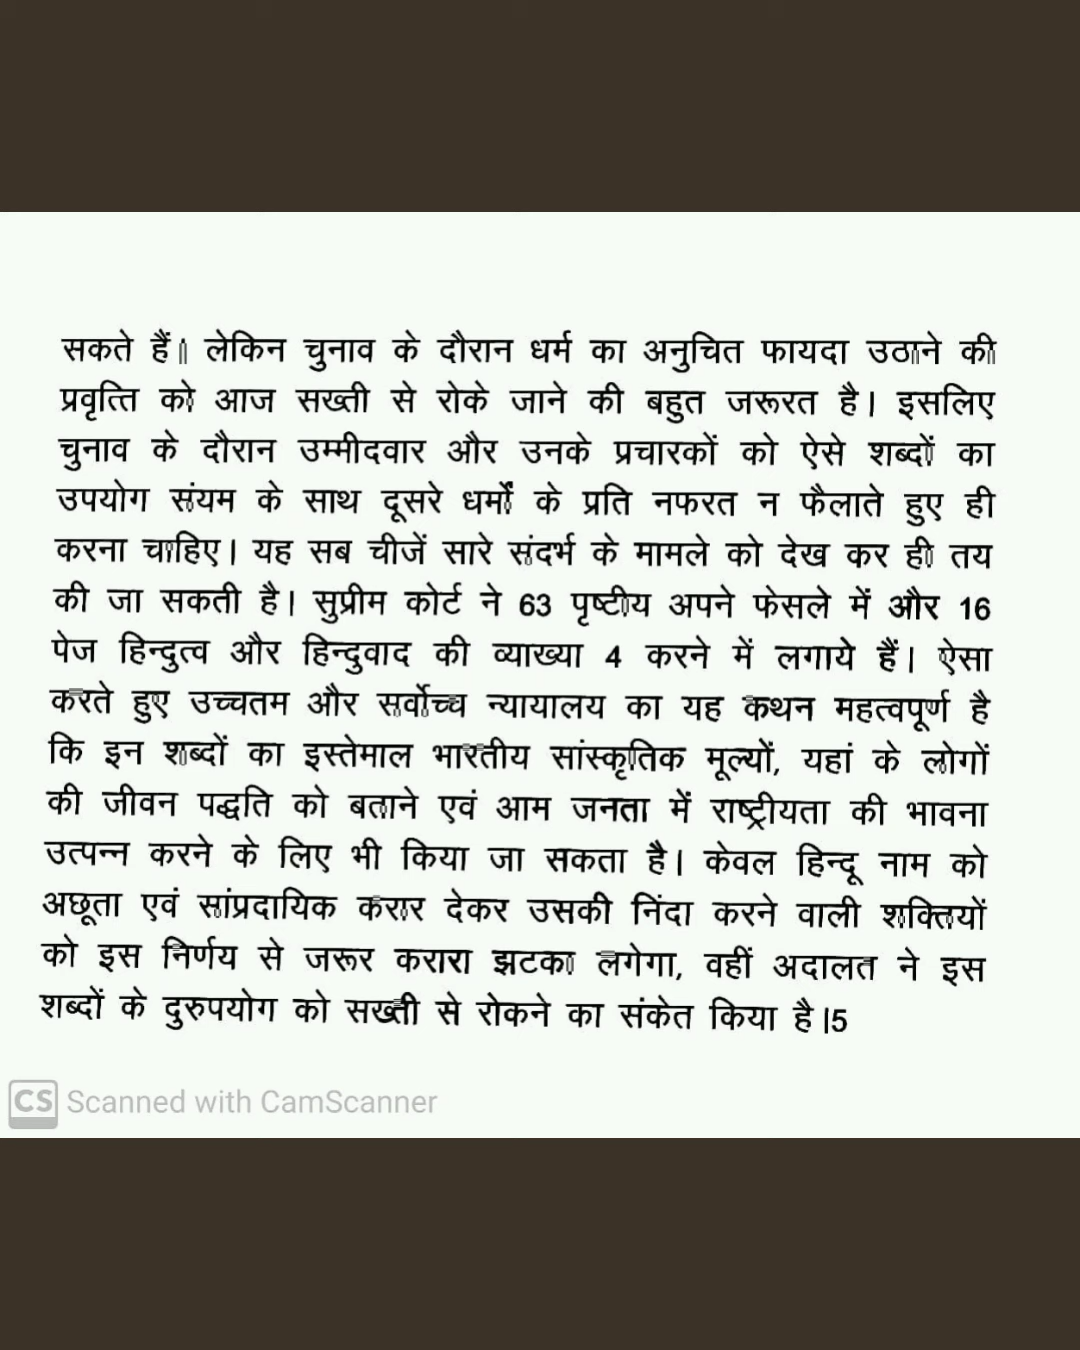 सकते हैं। लेकिन चुनाव के दौरान धर्म का अनुचित फायदा उठाने की
प्रवृत्ति को आज सख्ती से रोके जाने की बहुत जरूरत है। इसलिए
चुनाव के दौरान उम्मीदवार और उनके प्रचारकों को ऐसे शब्दों का
उपयोग संयम के साथ दूसरे धर्मों के प्रति नफरत न फैलाते हुए ही
करना चाहिए। यह सब चीजें सारे संदर्भ के मामले को देख कर ही तय
की जा सकती है। सुप्रीम कोर्ट ने 63 पृष्टीय अपने फेसले में और 16
पेज हिन्दुत्व और हिन्दुवाद की व्याख्या 4 करने में लगाये हैं। ऐसा
करते हुए उच्चतम और सर्वोच्च न्यायालय का यह कथन महत्वपूर्ण है
कि इन शब्दों का इस्तेमाल भारतीय सांस्कृतिक मूल्यों, यहां के लोगों
की जीवन पद्धति को बताने एवं आम जनता में राष्ट्रीयता की भावना
उत्पन्न करने के लिए भी किया जा सकता है। केवल हिन्दू नाम को
अछूता एवं सांप्रदायिक करार देकर उसकी निंदा करने वाली शक्तियों
को इस निर्णय से जरूर करारा झटका लगेगा, वहीं अदालत ने इस
शब्दों के दुरुपयोग को सख्ती से रोकने का संकेत किया है।5
CS Scanned with CamScanner